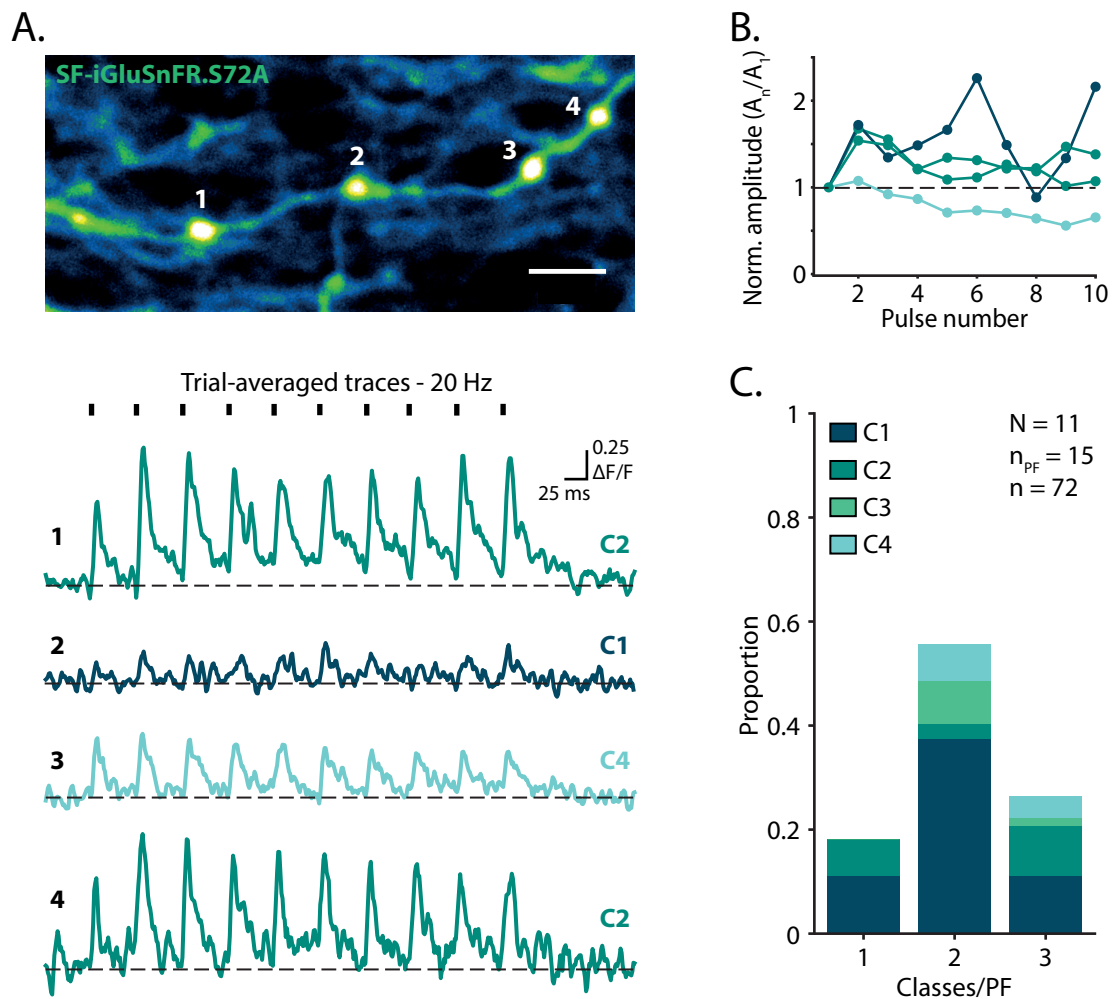 A.
SF-iGluSnFR.S72A
1
2
3
4
Trial-averaged traces - 20 Hz
0.25
ΔF/F
25 ms
1
C2
2
C1
3
C4
4
C2
B.
Norm. amplitude (Aₙ/A₁)
2
1
0
2 4 6 8 10
Pulse number
C.
Proportion
1
0.8
0.6
0.4
0.2
0
C1
C2
C3
C4
N = 11
n_PF = 15
n = 72
1 2 3
Classes/PF